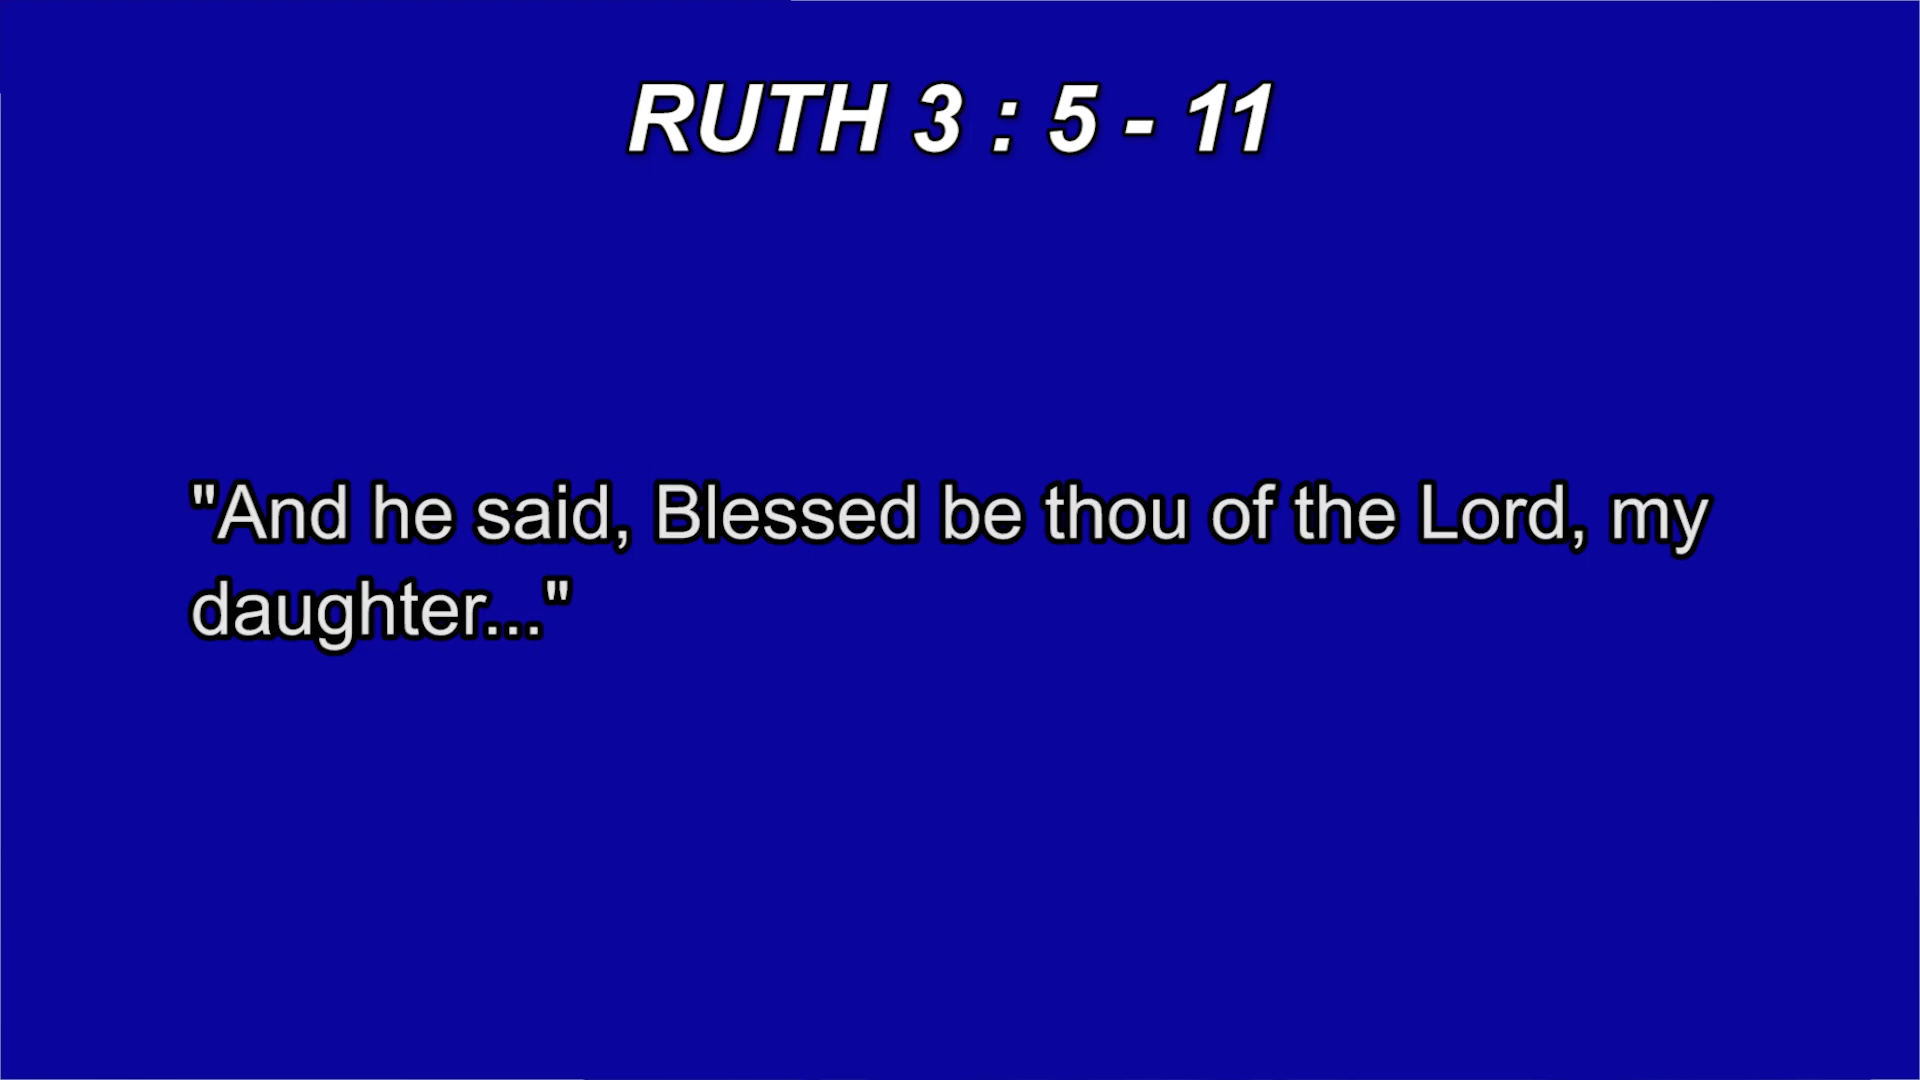 RUTH 3 : 5 - 11
"And he said, Blessed be thou of the Lord, my
daughter..."